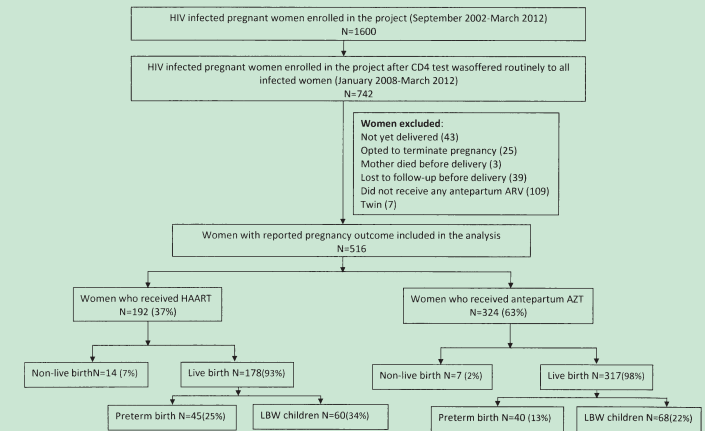 HIV infected pregnant women enrolled in the project (September 2002-March 2012)
N=1600
HIV infected pregnant women enrolled in the project after CD4 test wasoffered routinely to all
infected women (January 2008-March 2012)
N=742
Women excluded:
Not yet delivered (43)
Opted to terminate pregnancy (25)
Mother died before delivery (3)
Lost to follow-up before delivery (39)
Did not receive any antepartum ARV (109)
Twin (7)
Women with reported pregnancy outcome included in the analysis
N=516
Women who received HAART
N=192 (37%)
Women who received antepartum AZT
N=324 (63%)
Non-live birthN=14 (7%)
Live birth N=178(93%)
Non-live birth N=7 (2%)
Live birth N=317(98%)
Preterm birth N=45(25%)
LBW children N=60(34%)
Preterm birth N=40 (13%)
LBW children N=68(22%)